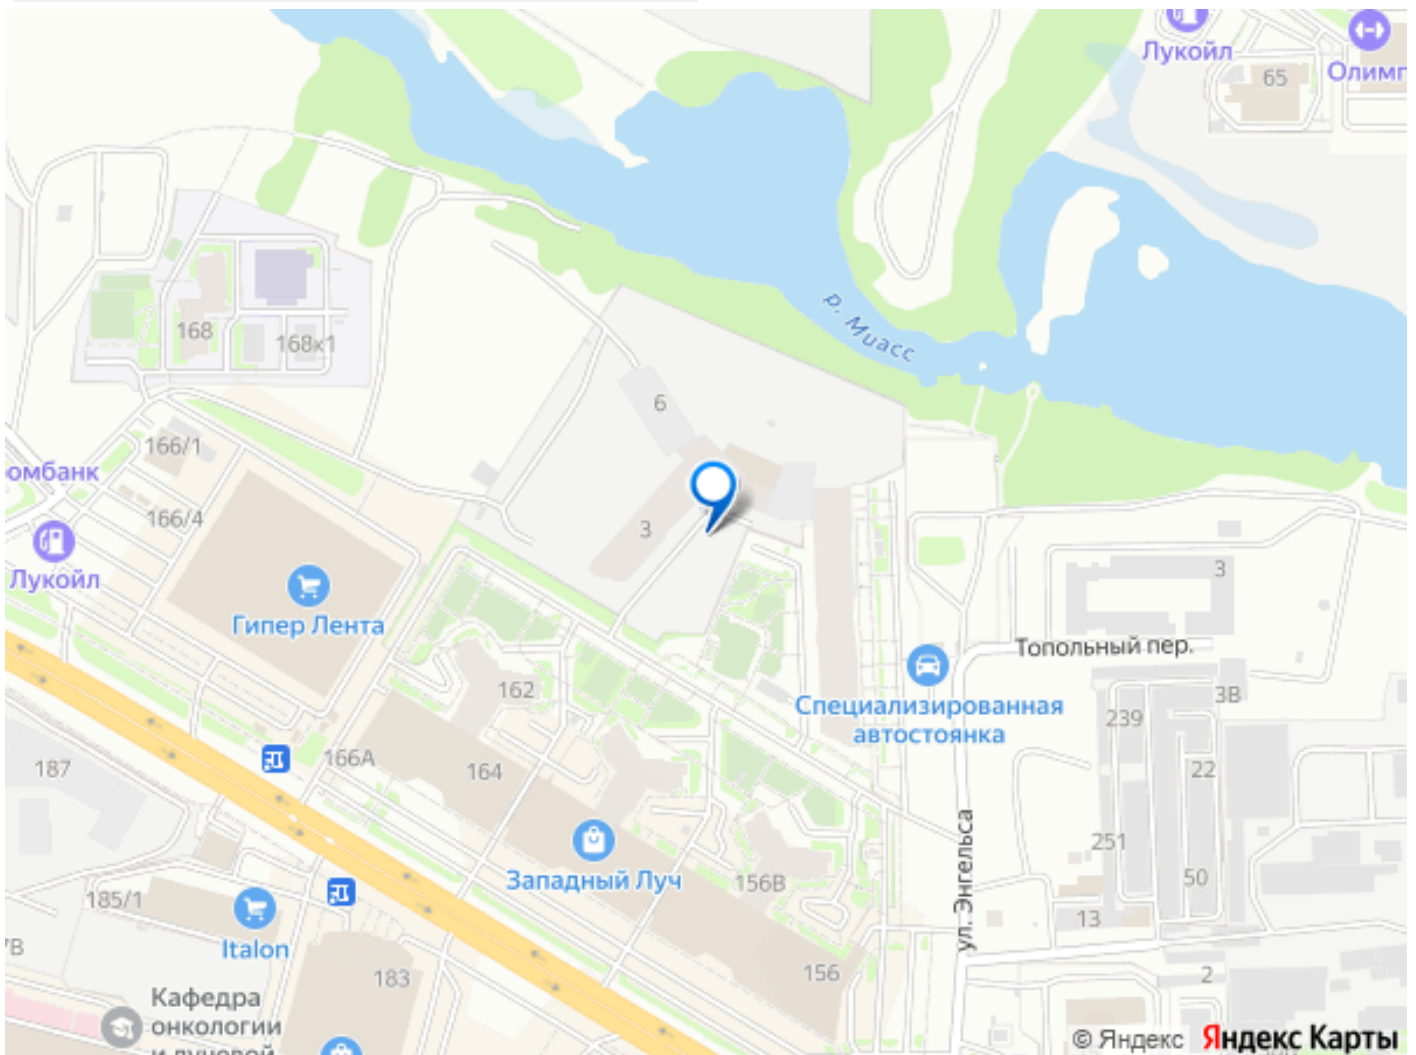 Лукойл
Олимп
65
р. Миасс
168
168к1
6
166/1
омбанк
166/4
3
Лукойл
Гипер Лента
3
Топольный пер.
162
Специализированная
автостоянка
3В
239
166А
164
187
22
ул. Энгельса
251
Западный Луч
156В
50
185/1
13
7В
Italon
183
156
2
Кафедра
онкологии
и лучевой
© Яндекс
Яндекс Карты